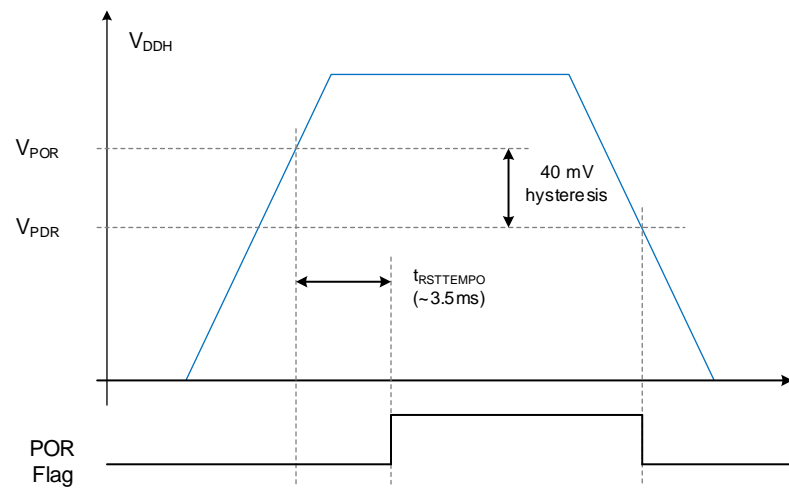 VDDH
VPOR
40 mV
hysteresis
VPDR
tRSTTEMPO
(~3.5ms)
POR
Flag